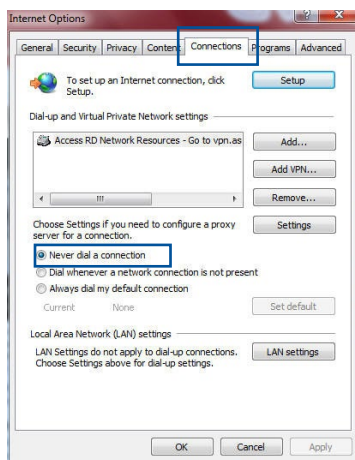 Internet Options
General Security Privacy Content Connections Programs Advanced
To set up an Internet connection, click
Setup.
Setup
Dial-up and Virtual Private Network settings
Access RD Network Resources - Go to vpn.as
Add...
Add VPN...
Remove...
Choose Settings if you need to configure a proxy
server for a connection.
Settings
Never dial a connection
Dial whenever a network connection is not present
Always dial my default connection
Current None
Set default
Local Area Network (LAN) settings
LAN Settings do not apply to dial-up connections.
Choose Settings above for dial-up settings.
LAN settings
OK Cancel Apply